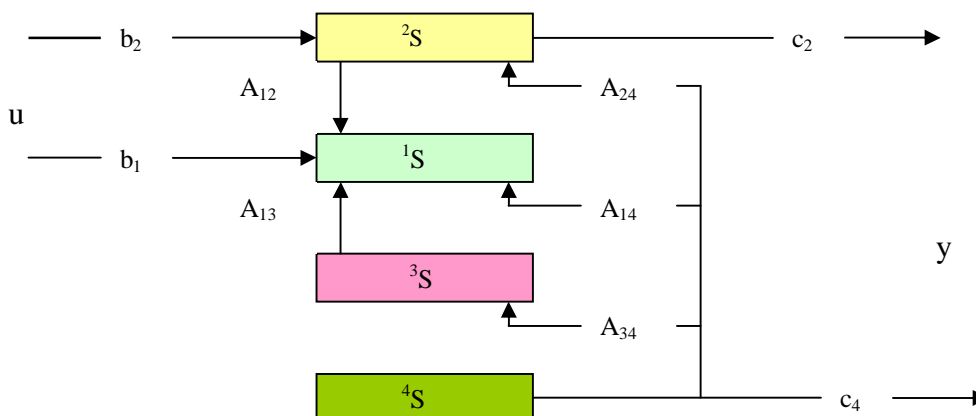 b₂ ²S c₂
A₁₂ A₂₄
u
b₁ ¹S
A₁₃ A₁₄
y
³S
A₃₄
⁴S c₄